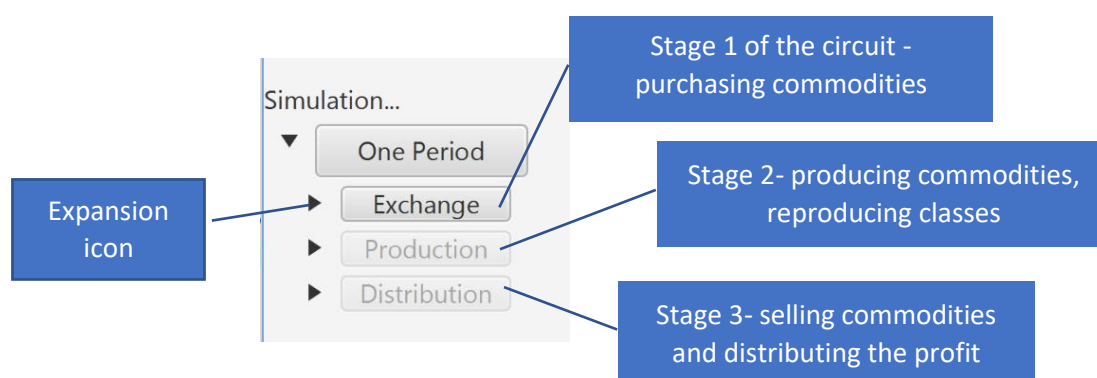 Stage 1 of the circuit -
purchasing commodities
Simulation...
One Period
Stage 2- producing commodities,
reproducing classes
Expansion
icon
Exchange
Production
Distribution
Stage 3- selling commodities
and distributing the profit